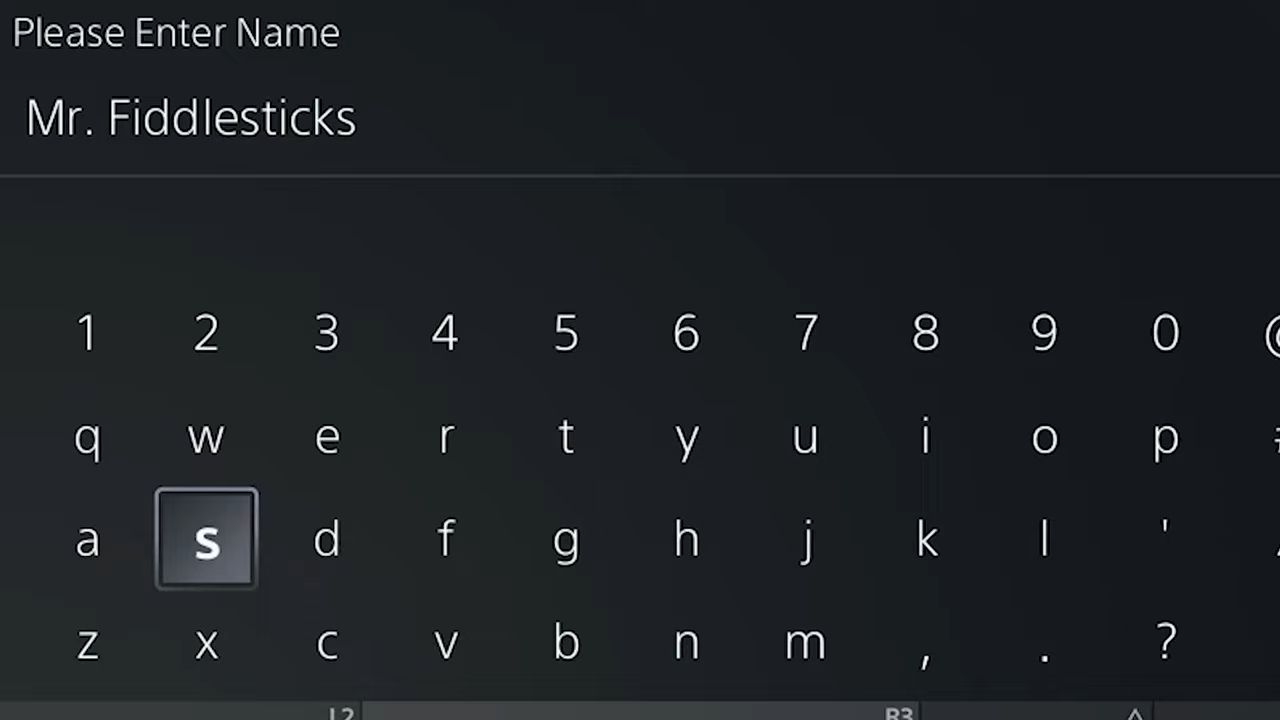 Please Enter Name
Mr. Fiddlesticks
1 2 3 4 5 6 7 8 9 0
q w e r t y u i o p
a s d f g h j k l '
z x c v b n m , . ?
L2 R3